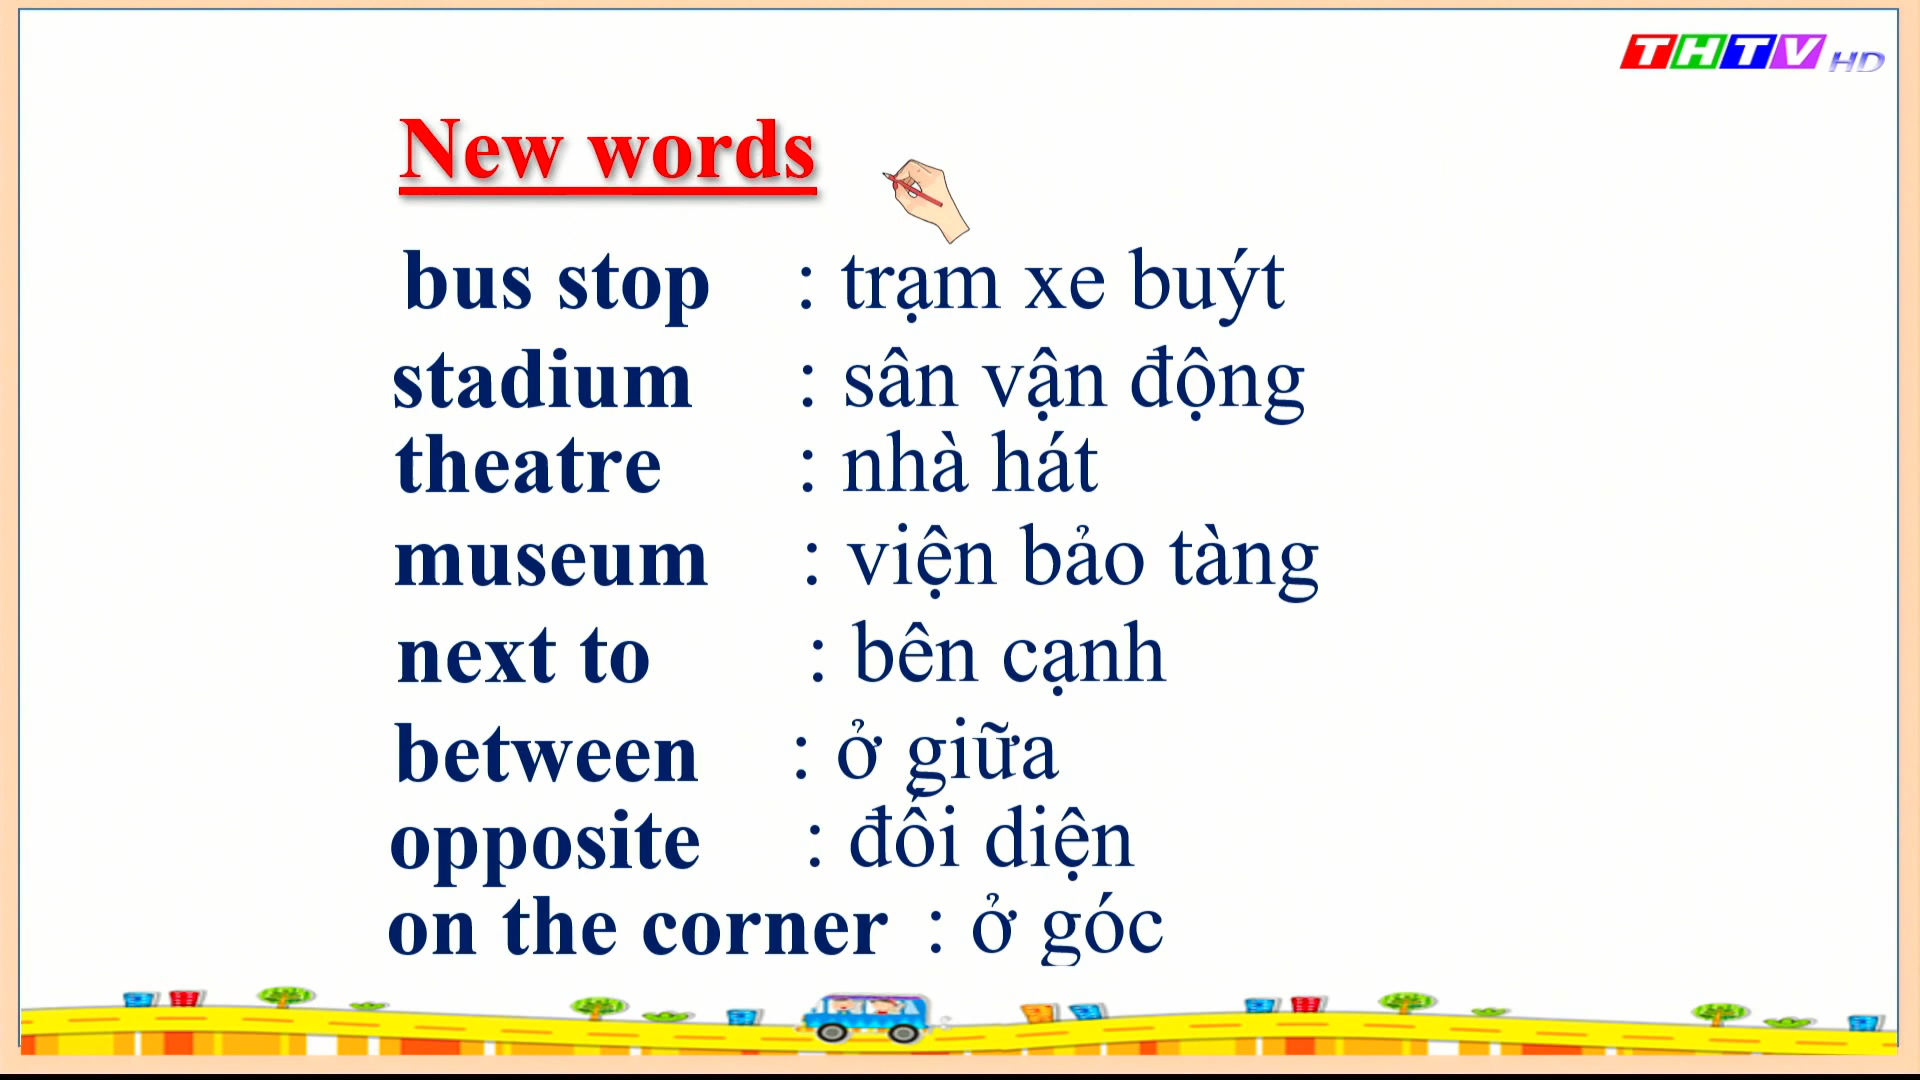 THTV HD
New words
bus stop : trạm xe buýt
stadium : sân vận động
theatre : nhà hát
museum : viện bảo tàng
next to : bên cạnh
between : ở giữa
opposite : đối diện
on the corner : ở góc